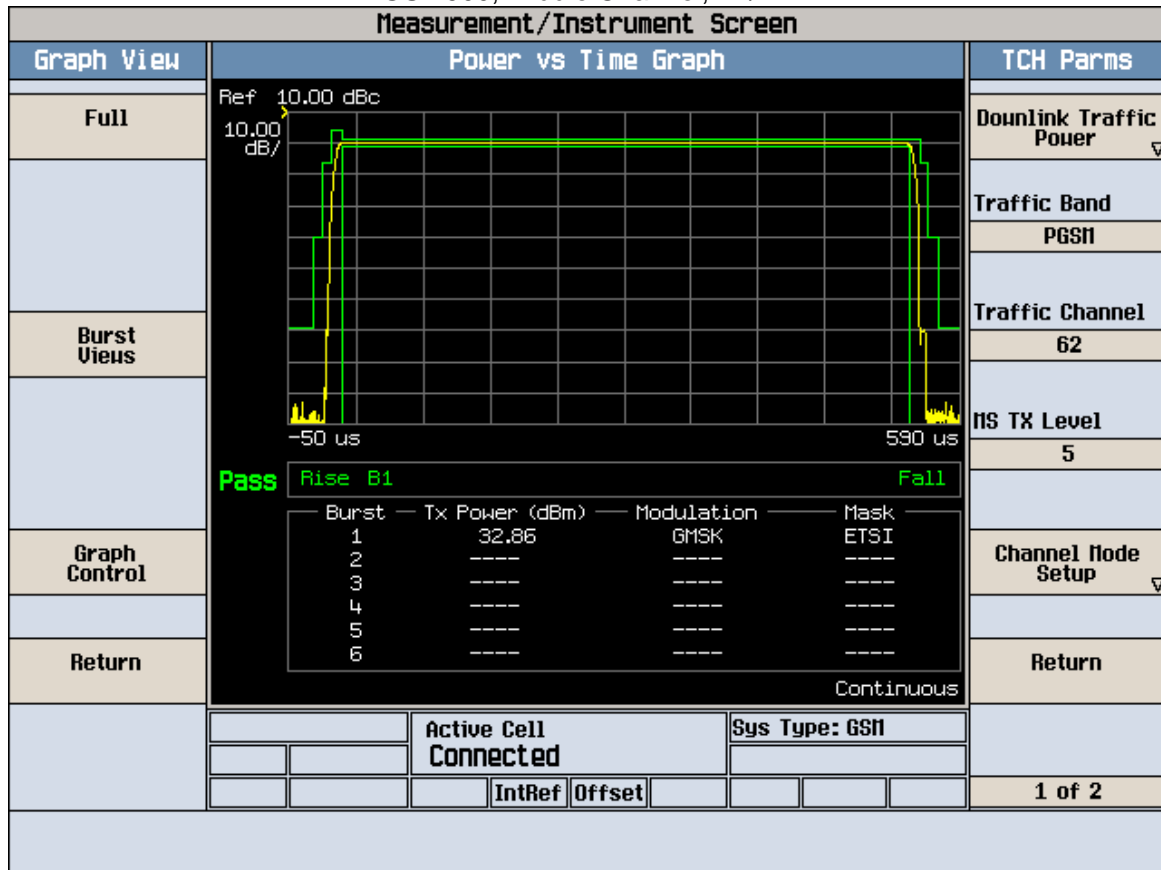 Measurement/Instrument Screen
Graph View
Power vs Time Graph
TCH Parms
Full
Ref 10.00 dBc
10.00
dB/
Downlink Traffic
Power
Traffic Band
PGSM
Traffic Channel
62
Burst
Views
MS TX Level
5
-50 us
590 us
Pass
Rise B1
Fall
Burst Tx Power (dBm) Modulation Mask
1 32.86 GMSK ETSI
2 ---- ---- ----
3 ---- ---- ----
4 ---- ---- ----
5 ---- ---- ----
6 ---- ---- ----
Graph
Control
Channel Mode
Setup
Return
Return
Continuous
Active Cell
Connected
Sys Type: GSM
IntRef
Offset
1 of 2